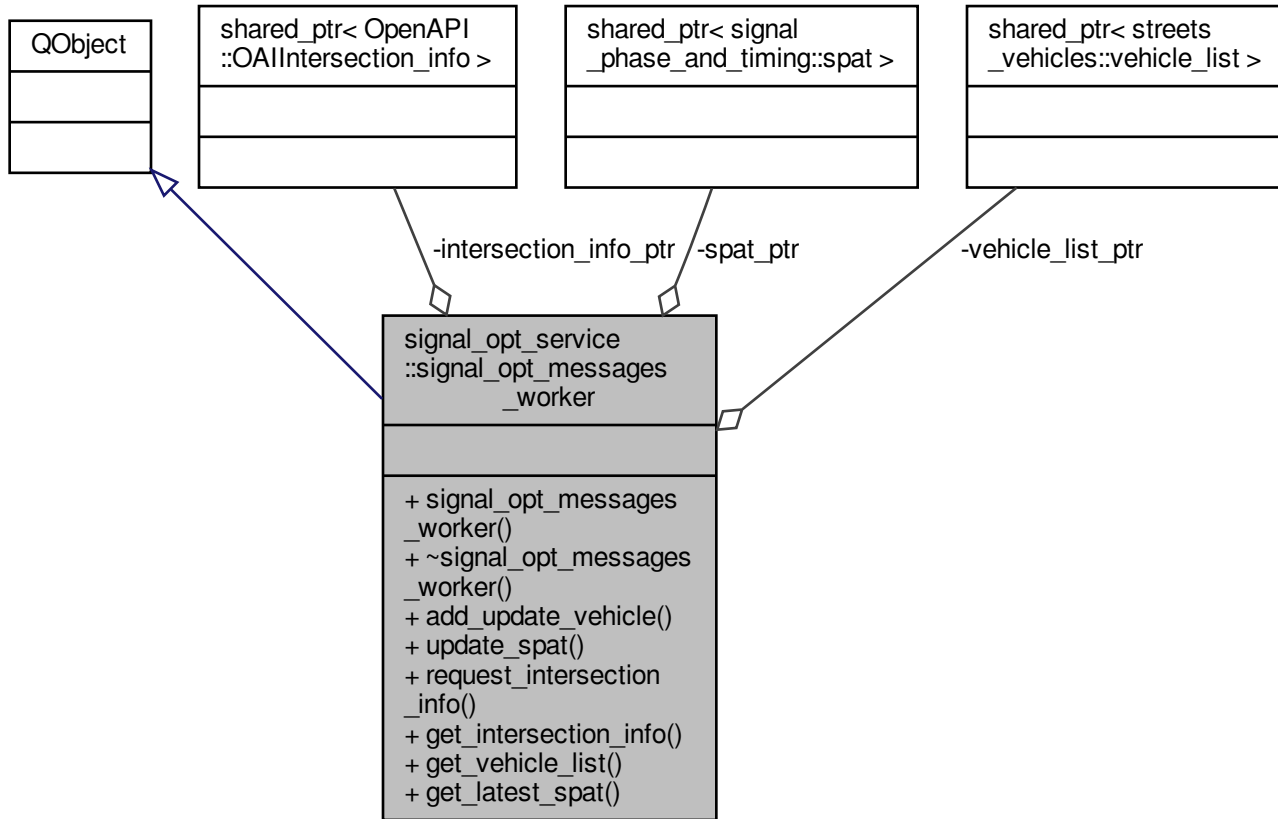 QObject
shared_ptr< OpenAPI
::OAIIntersection_info >
shared_ptr< signal
_phase_and_timing::spat >
shared_ptr< streets
_vehicles::vehicle_list >
-intersection_info_ptr
-spat_ptr
-vehicle_list_ptr
signal_opt_service
::signal_opt_messages
_worker
+ signal_opt_messages
_worker()
+ ~signal_opt_messages
_worker()
+ add_update_vehicle()
+ update_spat()
+ request_intersection
_info()
+ get_intersection_info()
+ get_vehicle_list()
+ get_latest_spat()